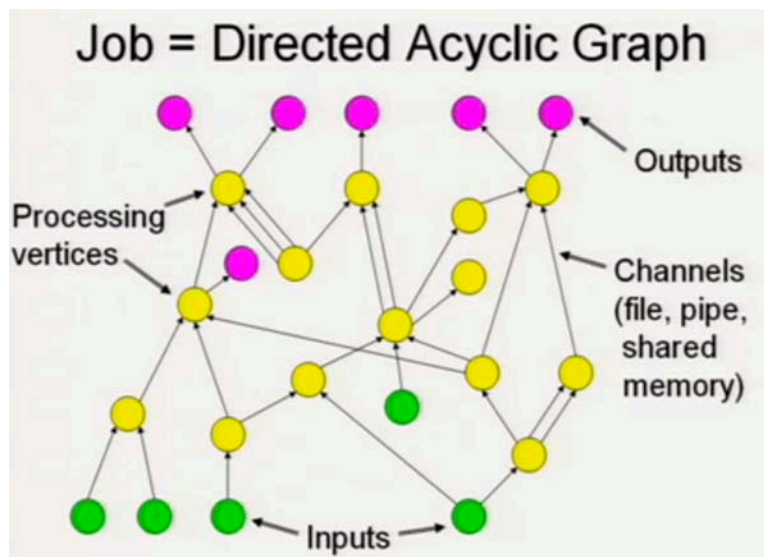 Job = Directed Acyclic Graph
Outputs
Processing
vertices
Channels
(file, pipe,
shared
memory)
Inputs